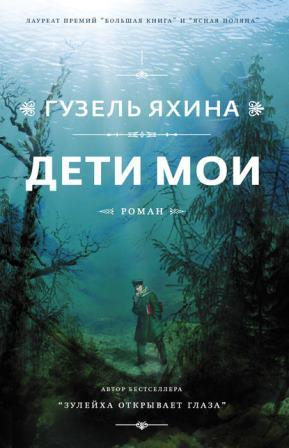 ЛАУРЕАТ ПРЕМИЙ "БОЛЬШАЯ КНИГА" И "ЯСНАЯ ПОЛЯНА"
ГУЗЕЛЬ ЯХИНА
ДЕТИ МОИ
РОМАН
АВТОР БЕСТСЕЛЛЕРА
"ЗУЛЕЙХА ОТКРЫВАЕТ ГЛАЗА"